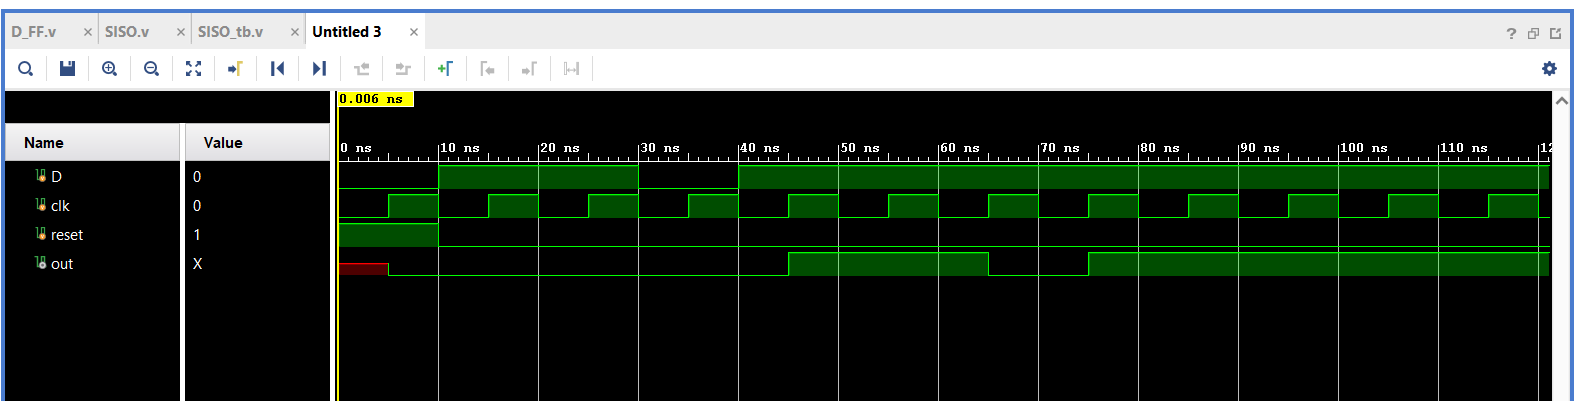 D_FF.v × SISO.v × SISO_tb.v × Untitled 3 × ?
0.006 ns
Name Value
0 ns 10 ns 20 ns 30 ns 40 ns 50 ns 60 ns 70 ns 80 ns 90 ns 100 ns 110 ns
D 0
clk 0
reset 1
out X